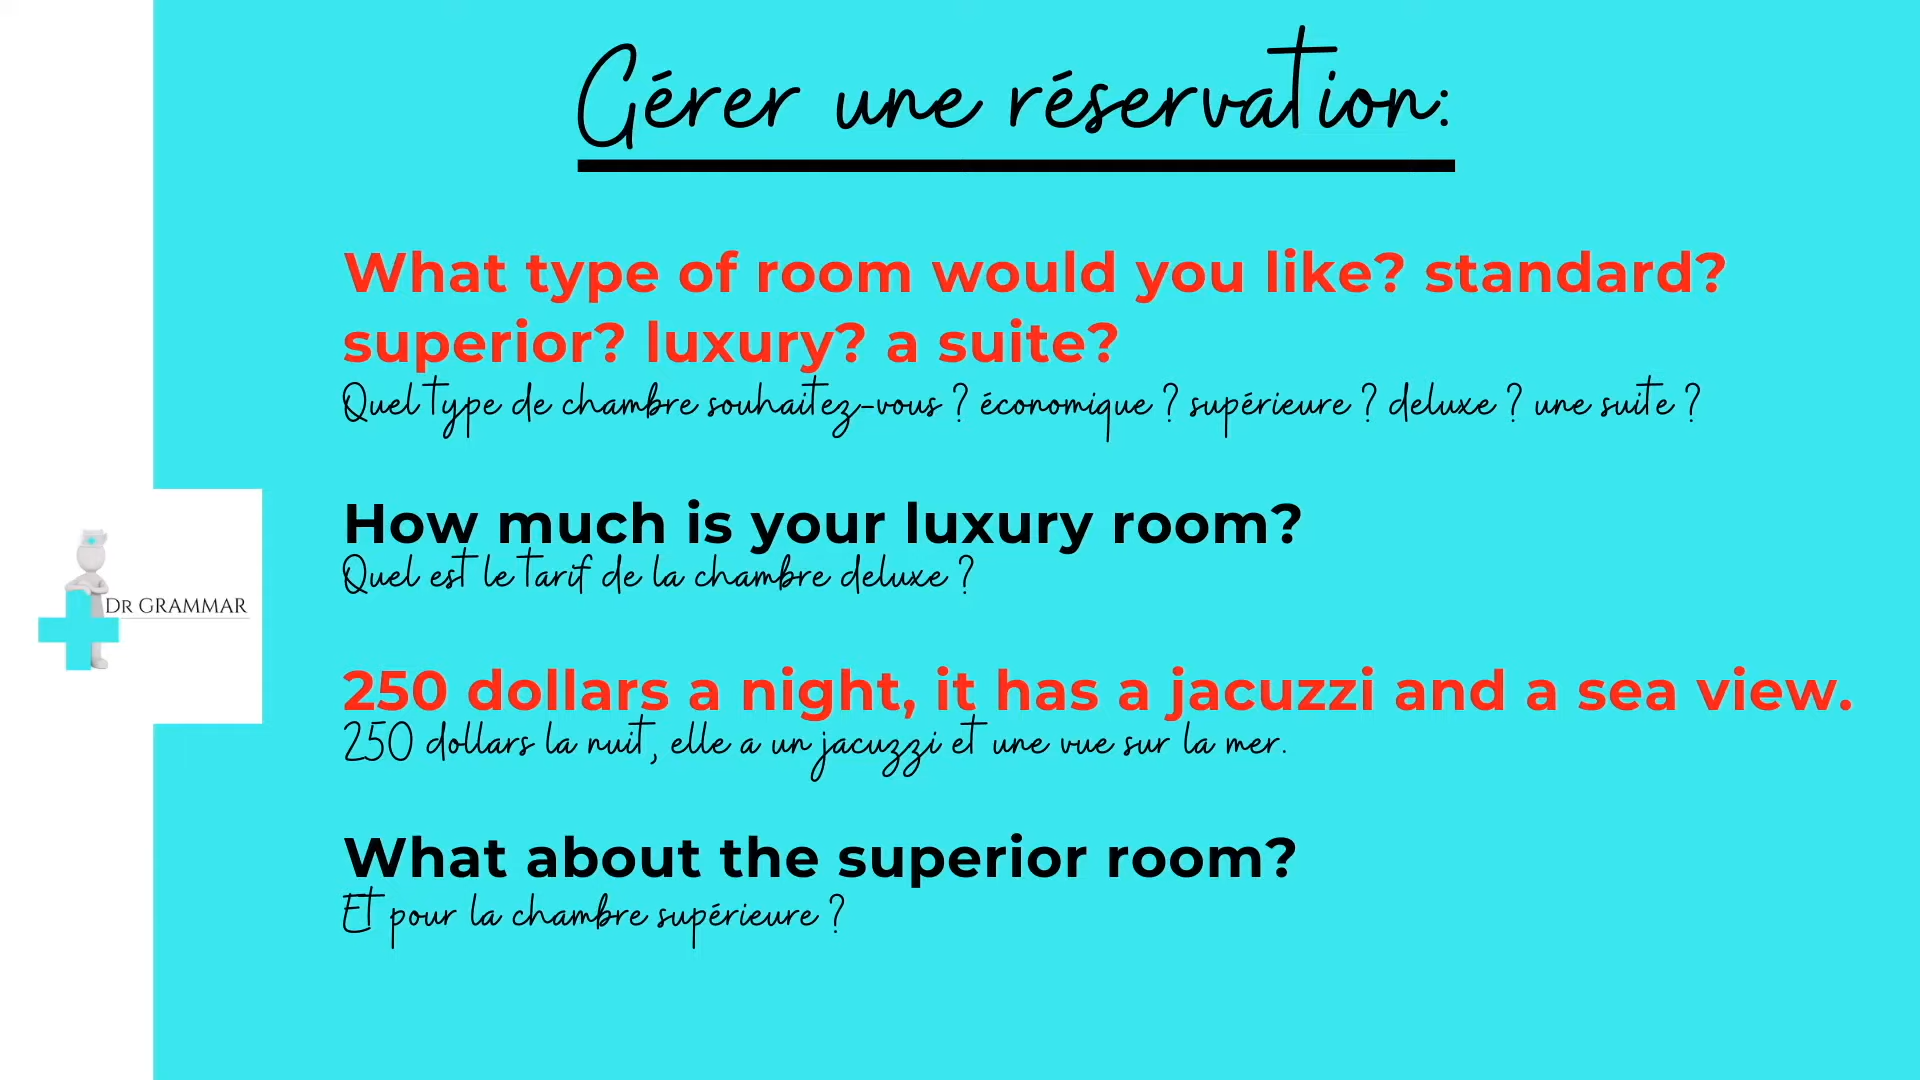 Gérer une réservation:
What type of room would you like? standard?
superior? luxury? a suite?
Quel type de chambre souhaitez-vous ? économique ? supérieure ? deluxe ? une suite ?
How much is your luxury room?
Quel est le tarif de la chambre deluxe ?
DR GRAMMAR
250 dollars a night, it has a jacuzzi and a sea view.
250 dollars la nuit, elle a un jacuzzi et une vue sur la mer.
What about the superior room?
Et pour la chambre supérieure ?